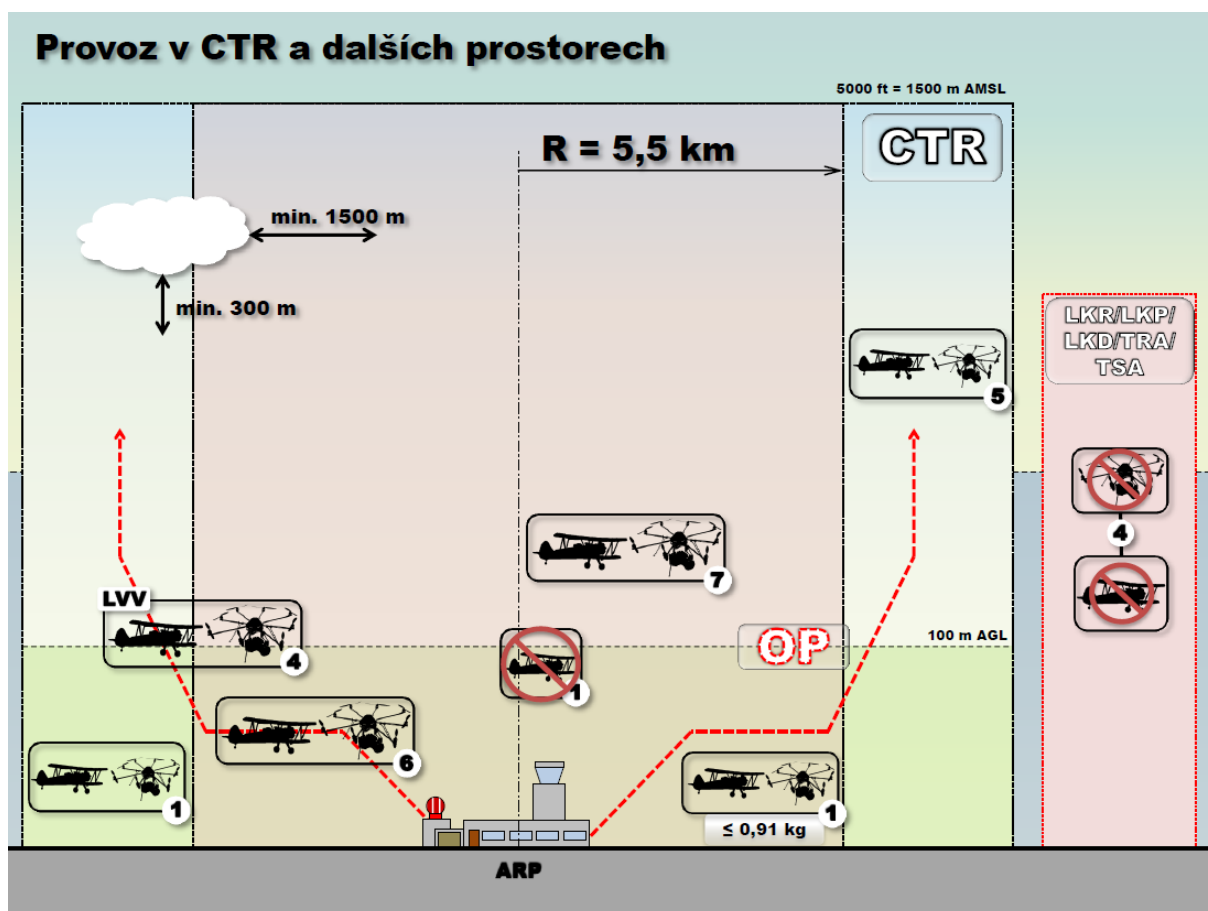 Provoz v CTR a dalších prostorech
5000 ft = 1500 m AMSL
R = 5,5 km
CTR
min. 1500 m
min. 300 m
LKR/LKP/
LKD/TRA/
TSA
5
4
7
LVV
4
OP
100 m AGL
1
6
1
1
≤ 0,91 kg
ARP